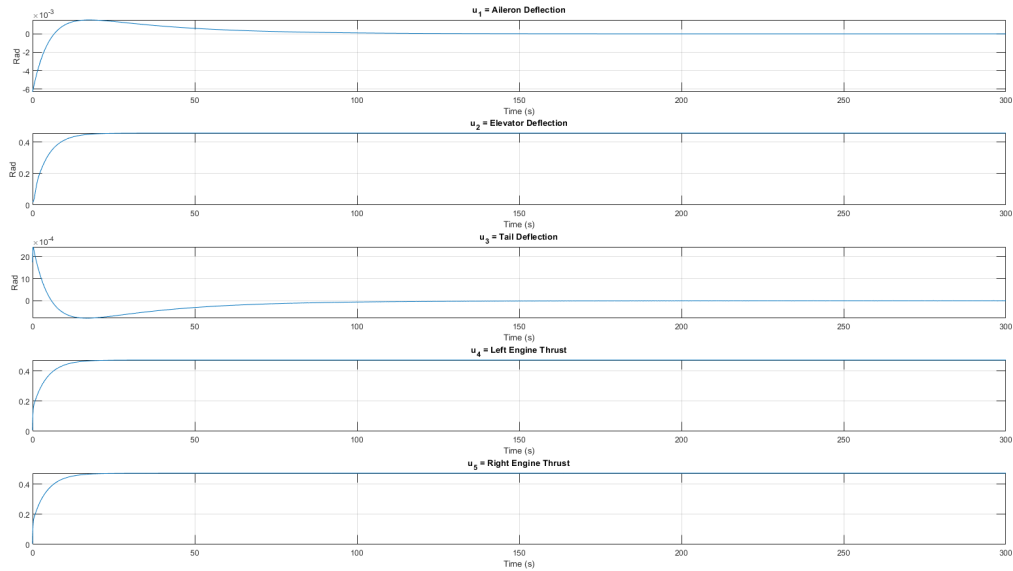 u1 = Aileron Deflection
×10-3
0
-2
-4
-6
Rad
0 50 100 150 200 250 300
Time (s)
u2 = Elevator Deflection
0.4
0.2
0
Rad
0 50 100 150 200 250 300
Time (s)
u3 = Tail Deflection
×10-4
20
10
0
Rad
0 50 100 150 200 250 300
Time (s)
u4 = Left Engine Thrust
0.4
0.2
0
0 50 100 150 200 250 300
Time (s)
u5 = Right Engine Thrust
0.4
0.2
0
0 50 100 150 200 250 300
Time (s)